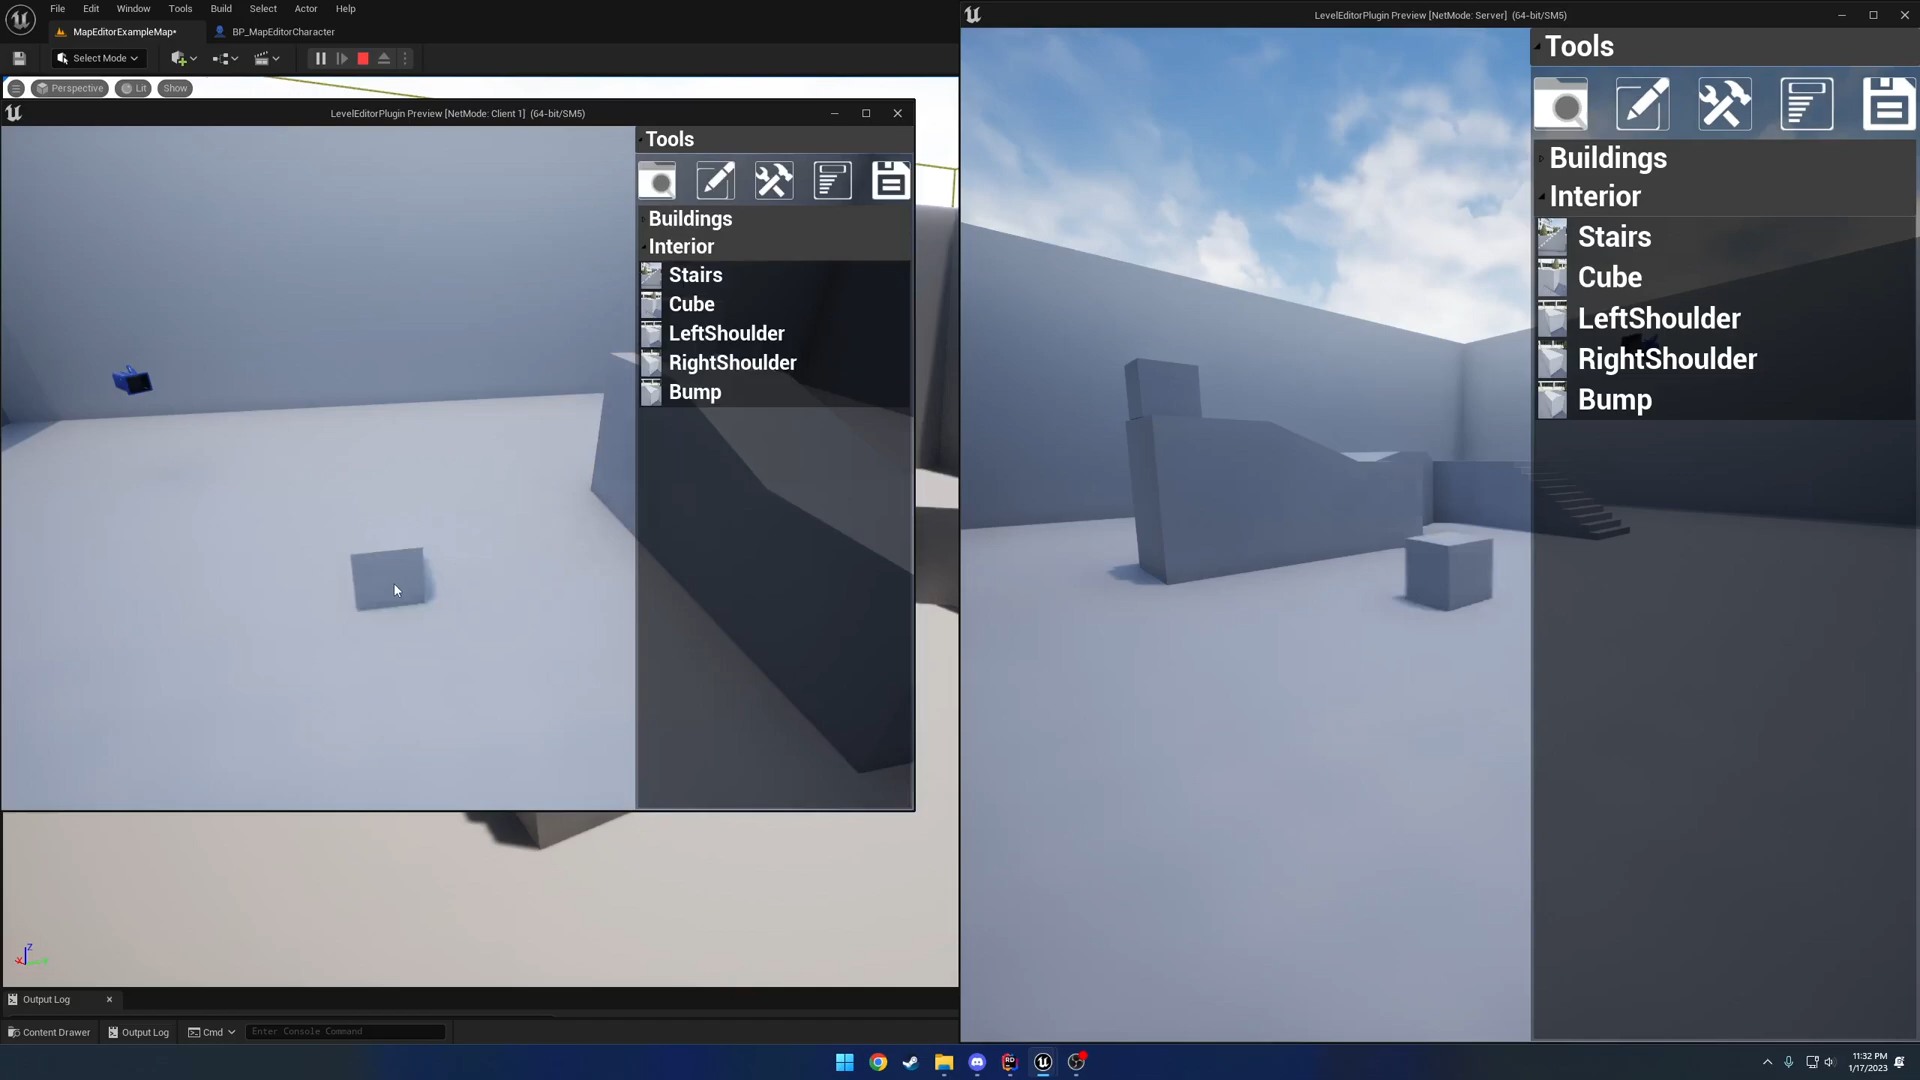 File Edit Window Tools Build Select Actor Help
MapEditorExampleMap*
BP_MapEditorCharacter
Select Mode
Perspective
Lit
Show
LevelEditorPlugin Preview [NetMode: Client 1] (64-bit/SM5)
Tools
Buildings
Interior
Stairs
Cube
LeftShoulder
RightShoulder
Bump
LevelEditorPlugin Preview [NetMode: Server] (64-bit/SM5)
Tools
Buildings
Interior
Stairs
Cube
LeftShoulder
RightShoulder
Bump
Z
X
Output Log
Content Drawer
Output Log
Cmd
Enter Console Command
RD
11:32 PM
1/17/2023